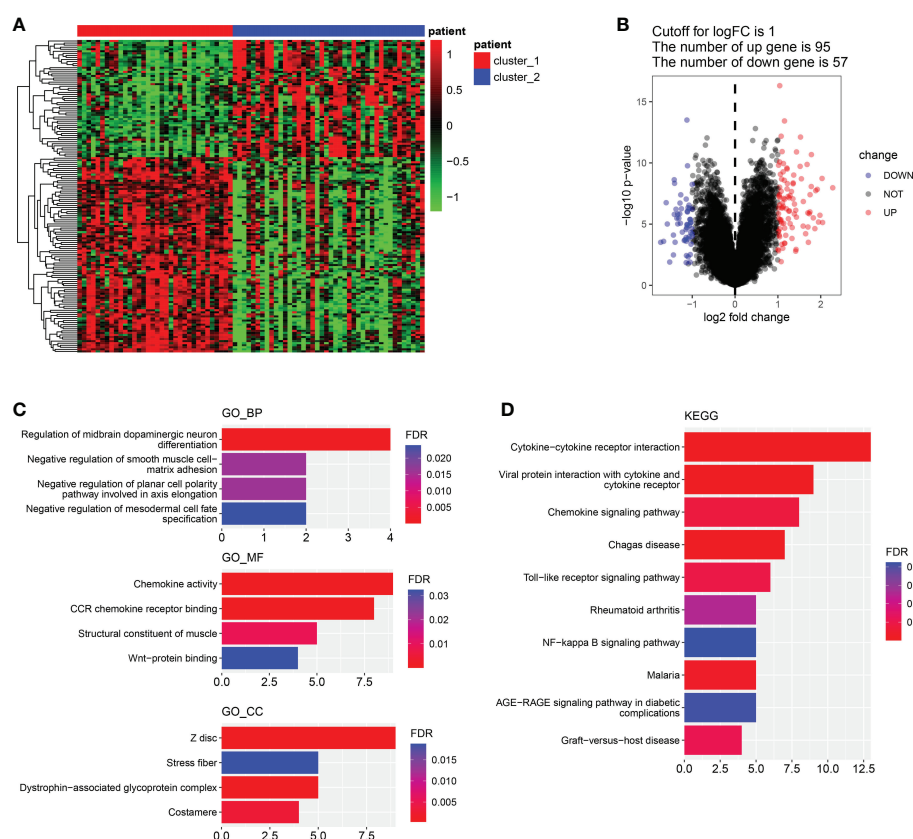 A
patient
1
0.5
0
−0.5
−1
patient
cluster_1
cluster_2
B
Cutoff for logFC is 1
The number of up gene is 95
The number of down gene is 57
15
10
5
0
−log10 p−value
−1
0
1
2
log2 fold change
change
DOWN
NOT
UP
C
GO_BP
Regulation of midbrain dopaminergic neuron
differentiation
Negative regulation of smooth muscle cell−
matrix adhesion
Negative regulation of planar cell polarity
pathway involved in axis elongation
Negative regulation of mesodermal cell fate
specification
0
1
2
3
4
FDR
0.020
0.015
0.010
0.005
GO_MF
Chemokine activity
CCR chemokine receptor binding
Structural constituent of muscle
Wnt−protein binding
0.0
2.5
5.0
7.5
FDR
0.03
0.02
0.01
GO_CC
Z disc
Stress fiber
Dystrophin−associated glycoprotein complex
Costamere
0.0
2.5
5.0
7.5
FDR
0.015
0.010
0.005
D
KEGG
Cytokine−cytokine receptor interaction
Viral protein interaction with cytokine and
cytokine receptor
Chemokine signaling pathway
Chagas disease
Toll−like receptor signaling pathway
Rheumatoid arthritis
NF−kappa B signaling pathway
Malaria
AGE−RAGE signaling pathway in diabetic
complications
Graft−versus−host disease
0.0
2.5
5.0
7.5
10.0
12.5
FDR
0
0
0
0